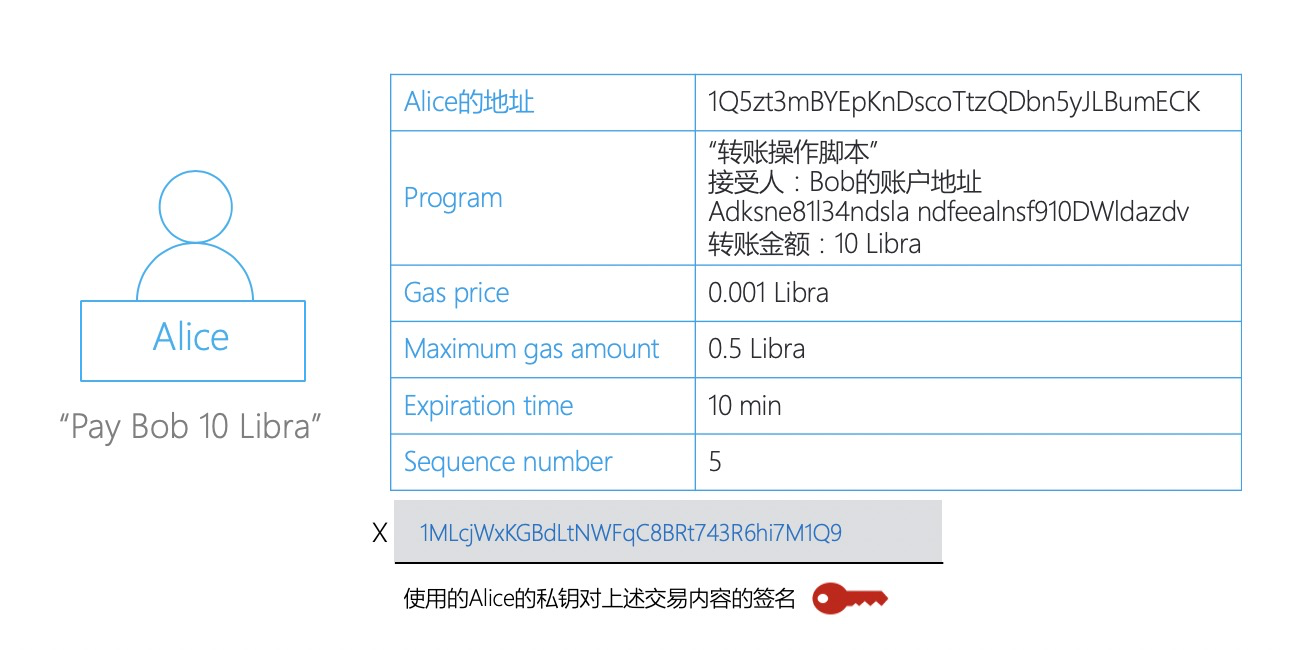 Alice
“Pay Bob 10 Libra”
Alice的地址
1Q5zt3mBYEpKnDscoTtzQDbn5yJLBumECK
Program
“转账操作脚本”
接受人：Bob的账户地址
Adksne81l34ndsla ndfeealnsf910DWldazdv
转账金额：10 Libra
Gas price
0.001 Libra
Maximum gas amount
0.5 Libra
Expiration time
10 min
Sequence number
5
X 1MLcjWxKGBdLtNWFqC8BRt743R6hi7M1Q9
使用的Alice的私钥对上述交易内容的签名